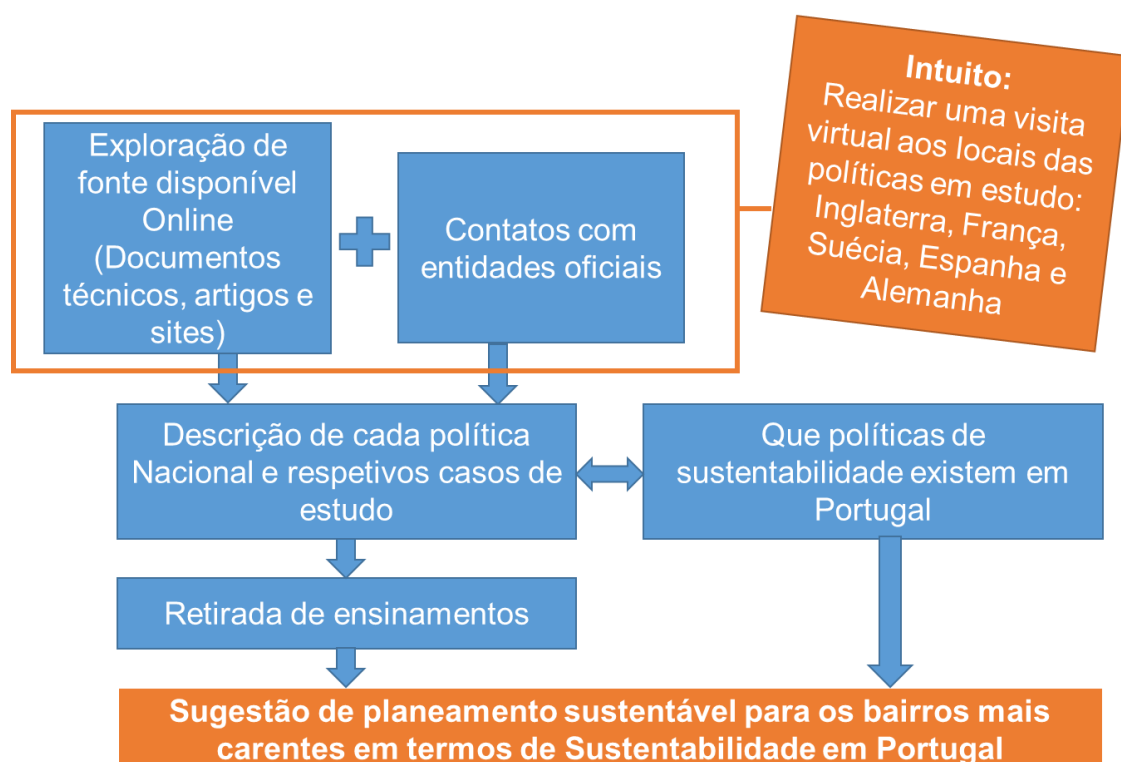 Intuito:
Realizar uma visita
virtual aos locais das
políticas em estudo:
Inglaterra, França,
Suécia, Espanha e
Alemanha
Exploração de
fonte disponível
Online
(Documentos
técnicos, artigos e
sites)
Contatos com
entidades oficiais
Descrição de cada política
Nacional e respetivos casos de
estudo
Que políticas de
sustentabilidade existem em
Portugal
Retirada de ensinamentos
Sugestão de planeamento sustentável para os bairros mais
carentes em termos de Sustentabilidade em Portugal